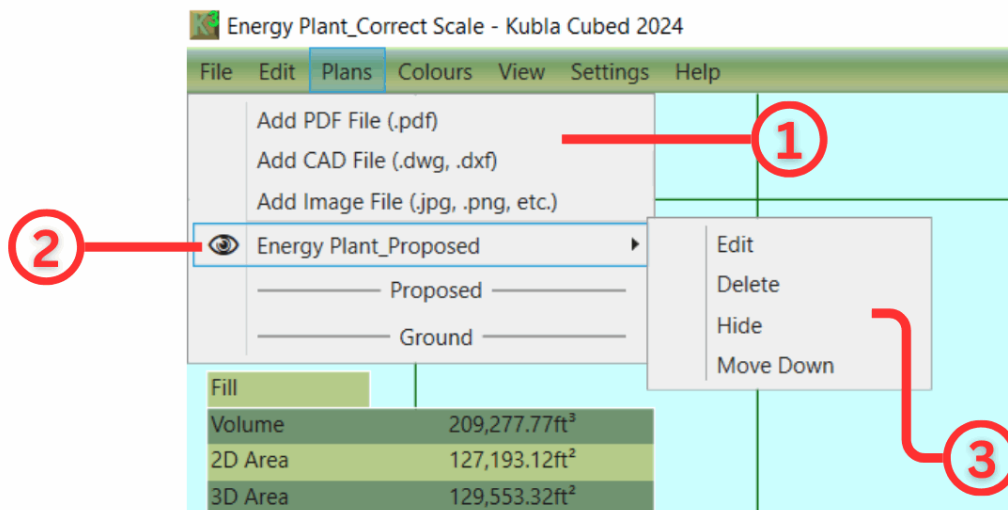 Energy Plant_Correct Scale - Kubla Cubed 2024
File Edit Plans Colours View Settings Help
Add PDF File (.pdf)
1
Add CAD File (.dwg, .dxf)
Add Image File (.jpg, .png, etc.)
2
Energy Plant_Proposed
Edit
Delete
Hide
Move Down
3
Proposed
Ground
Fill
Volume 209,277.77ft³
2D Area 127,193.12ft²
3D Area 129,553.32ft²